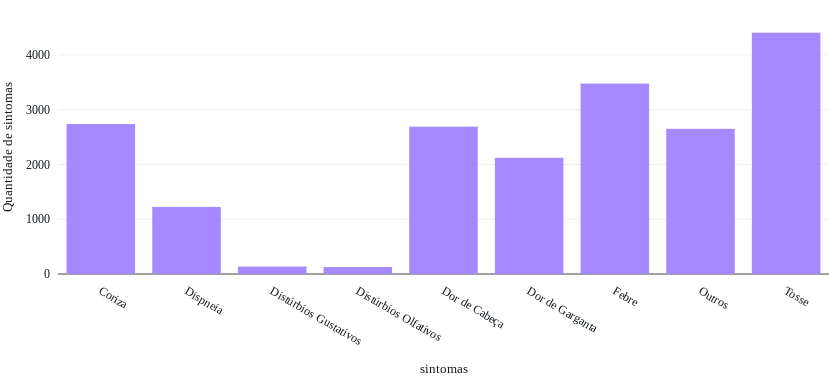 Quantidade de sintomas
4000
3000
2000
1000
0
Coriza
Dispneia
Distúrbios Gustativos
Distúrbios Olfativos
Dor de Cabeça
Dor de Garganta
Febre
Outros
Tosse
sintomas